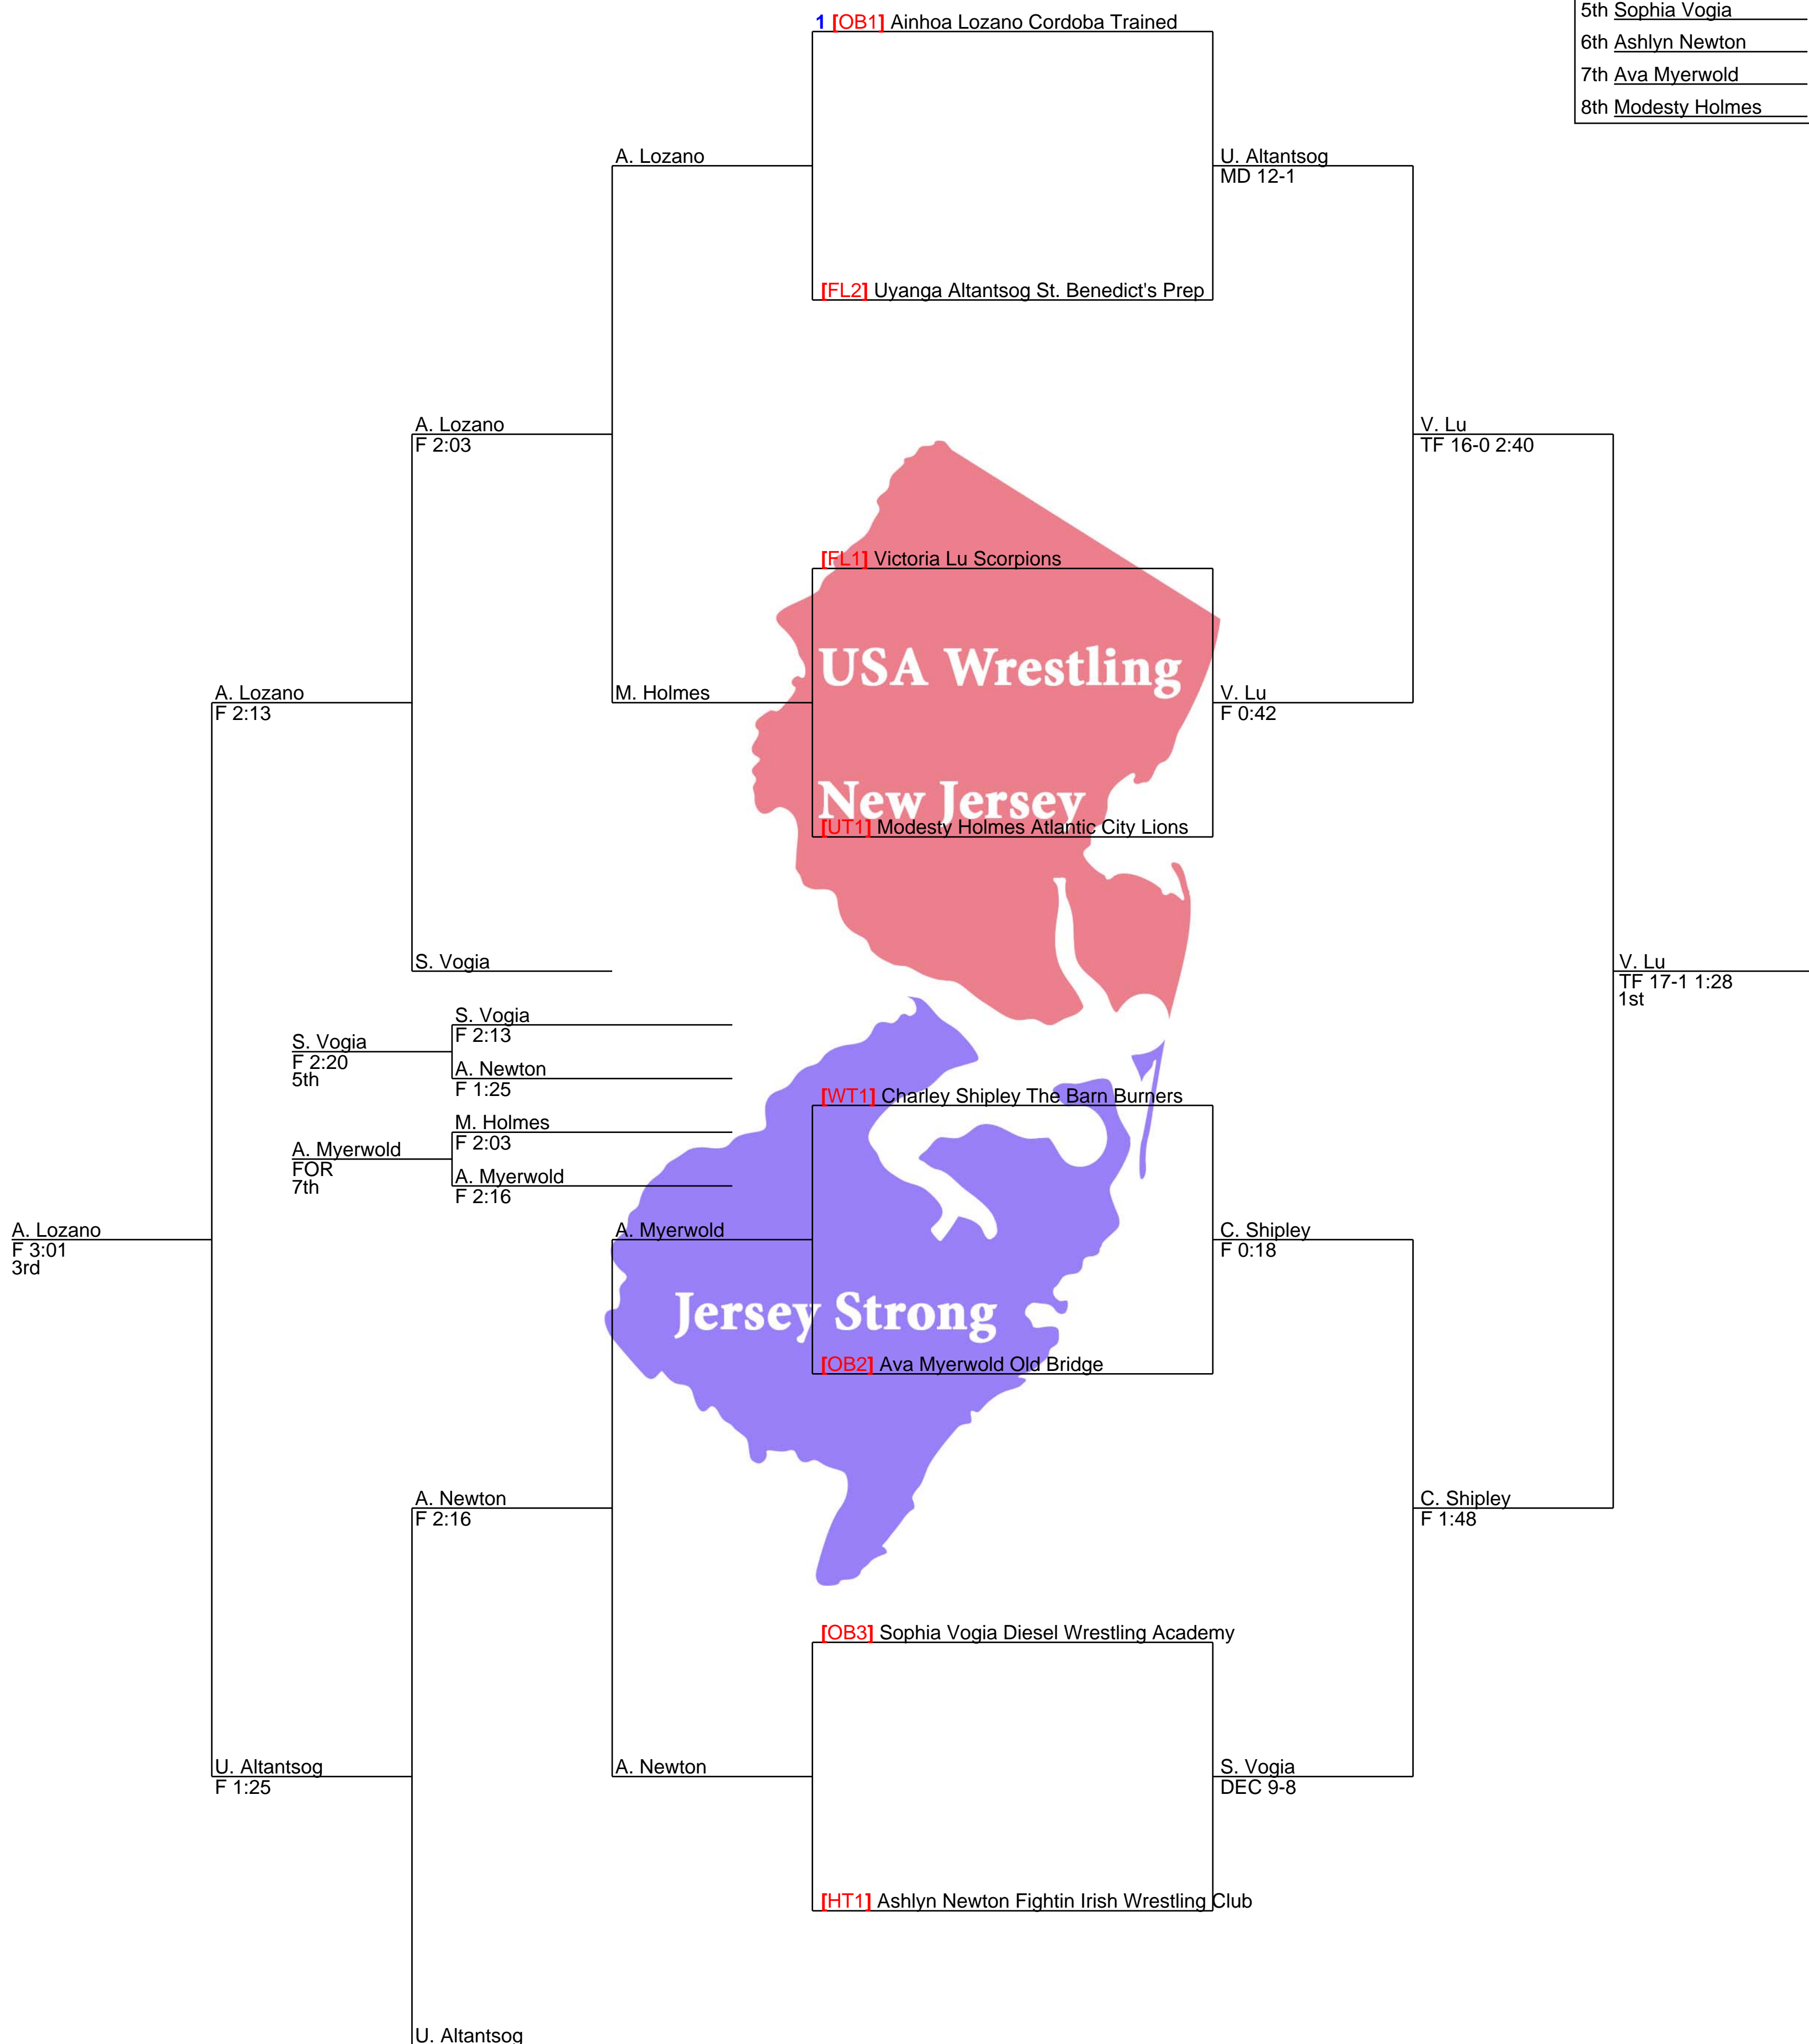 1 [OB1] Ainhoa Lozano Cordoba Trained
5th Sophia Vogia
6th Ashlyn Newton
7th Ava Myerwold
8th Modesty Holmes
A. Lozano
U. Altantsog
MD 12-1
[FL2] Uyanga Altantsog St. Benedict's Prep
A. Lozano
F 2:03
V. Lu
TF 16-0 2:40
[FL1] Victoria Lu Scorpions
USA Wrestling
A. Lozano
F 2:13
M. Holmes
V. Lu
F 0:42
New Jersey
[UT1] Modesty Holmes Atlantic City Lions
S. Vogia
V. Lu
TF 17-1 1:28
1st
S. Vogia
F 2:13
S. Vogia
F 2:20
5th
A. Newton
F 1:25
[WT1] Charley Shipley The Barn Burners
M. Holmes
F 2:03
A. Myerwold
FOR
7th
A. Myerwold
F 2:16
A. Lozano
F 3:01
3rd
A. Myerwold
C. Shipley
F 0:18
Jersey Strong
[OB2] Ava Myerwold Old Bridge
A. Newton
F 2:16
C. Shipley
F 1:48
[OB3] Sophia Vogia Diesel Wrestling Academy
U. Altantsog
F 1:25
A. Newton
S. Vogia
DEC 9-8
[HT1] Ashlyn Newton Fightin Irish Wrestling Club
U. Altantsog